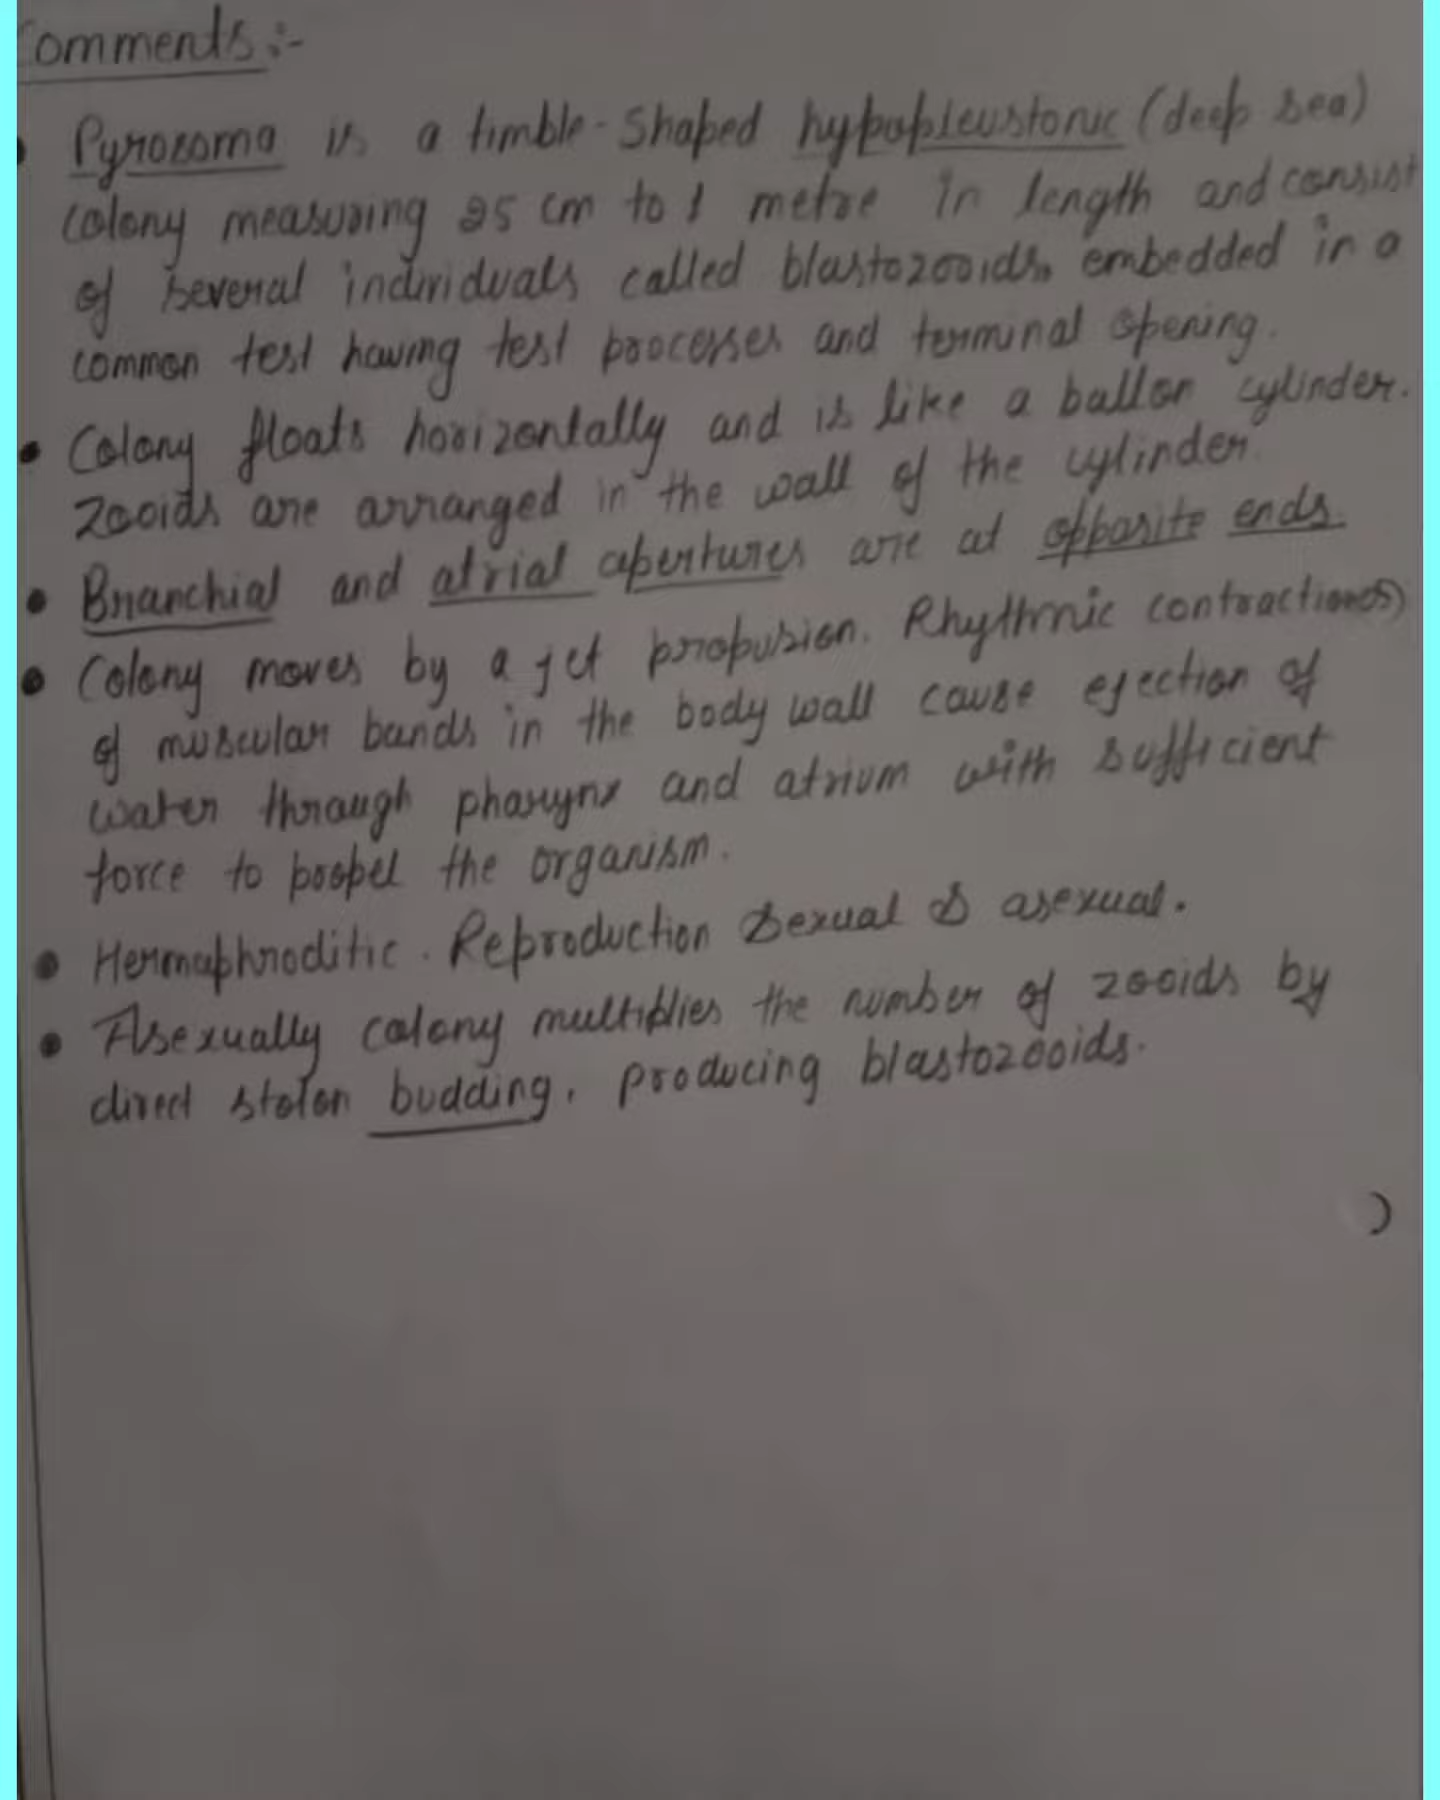 Comments :-
• Pyrosoma is a timble-shaped hypopleustonic (deep sea)
colony measuring 25 cm to 1 metre in length and consist
of several individuals called blastozooids, embedded in a
common test having test processes and terminal opening.
• Colony floats horizontally and is like a ballon cylinder.
Zooids are arranged in the wall of the cylinder.
• Branchial and atrial apertures are at opposite ends.
• Colony moves by a jet propusion. Rhythmic contractions
of muscular bands in the body wall cause ejection of
water through pharynx and atrium with sufficient
force to propel the organism.
• Hermaphroditic. Reproduction sexual & asexual.
• Asexually colony multiplies the number of zooids by
direct stolon budding, producing blastozooids.